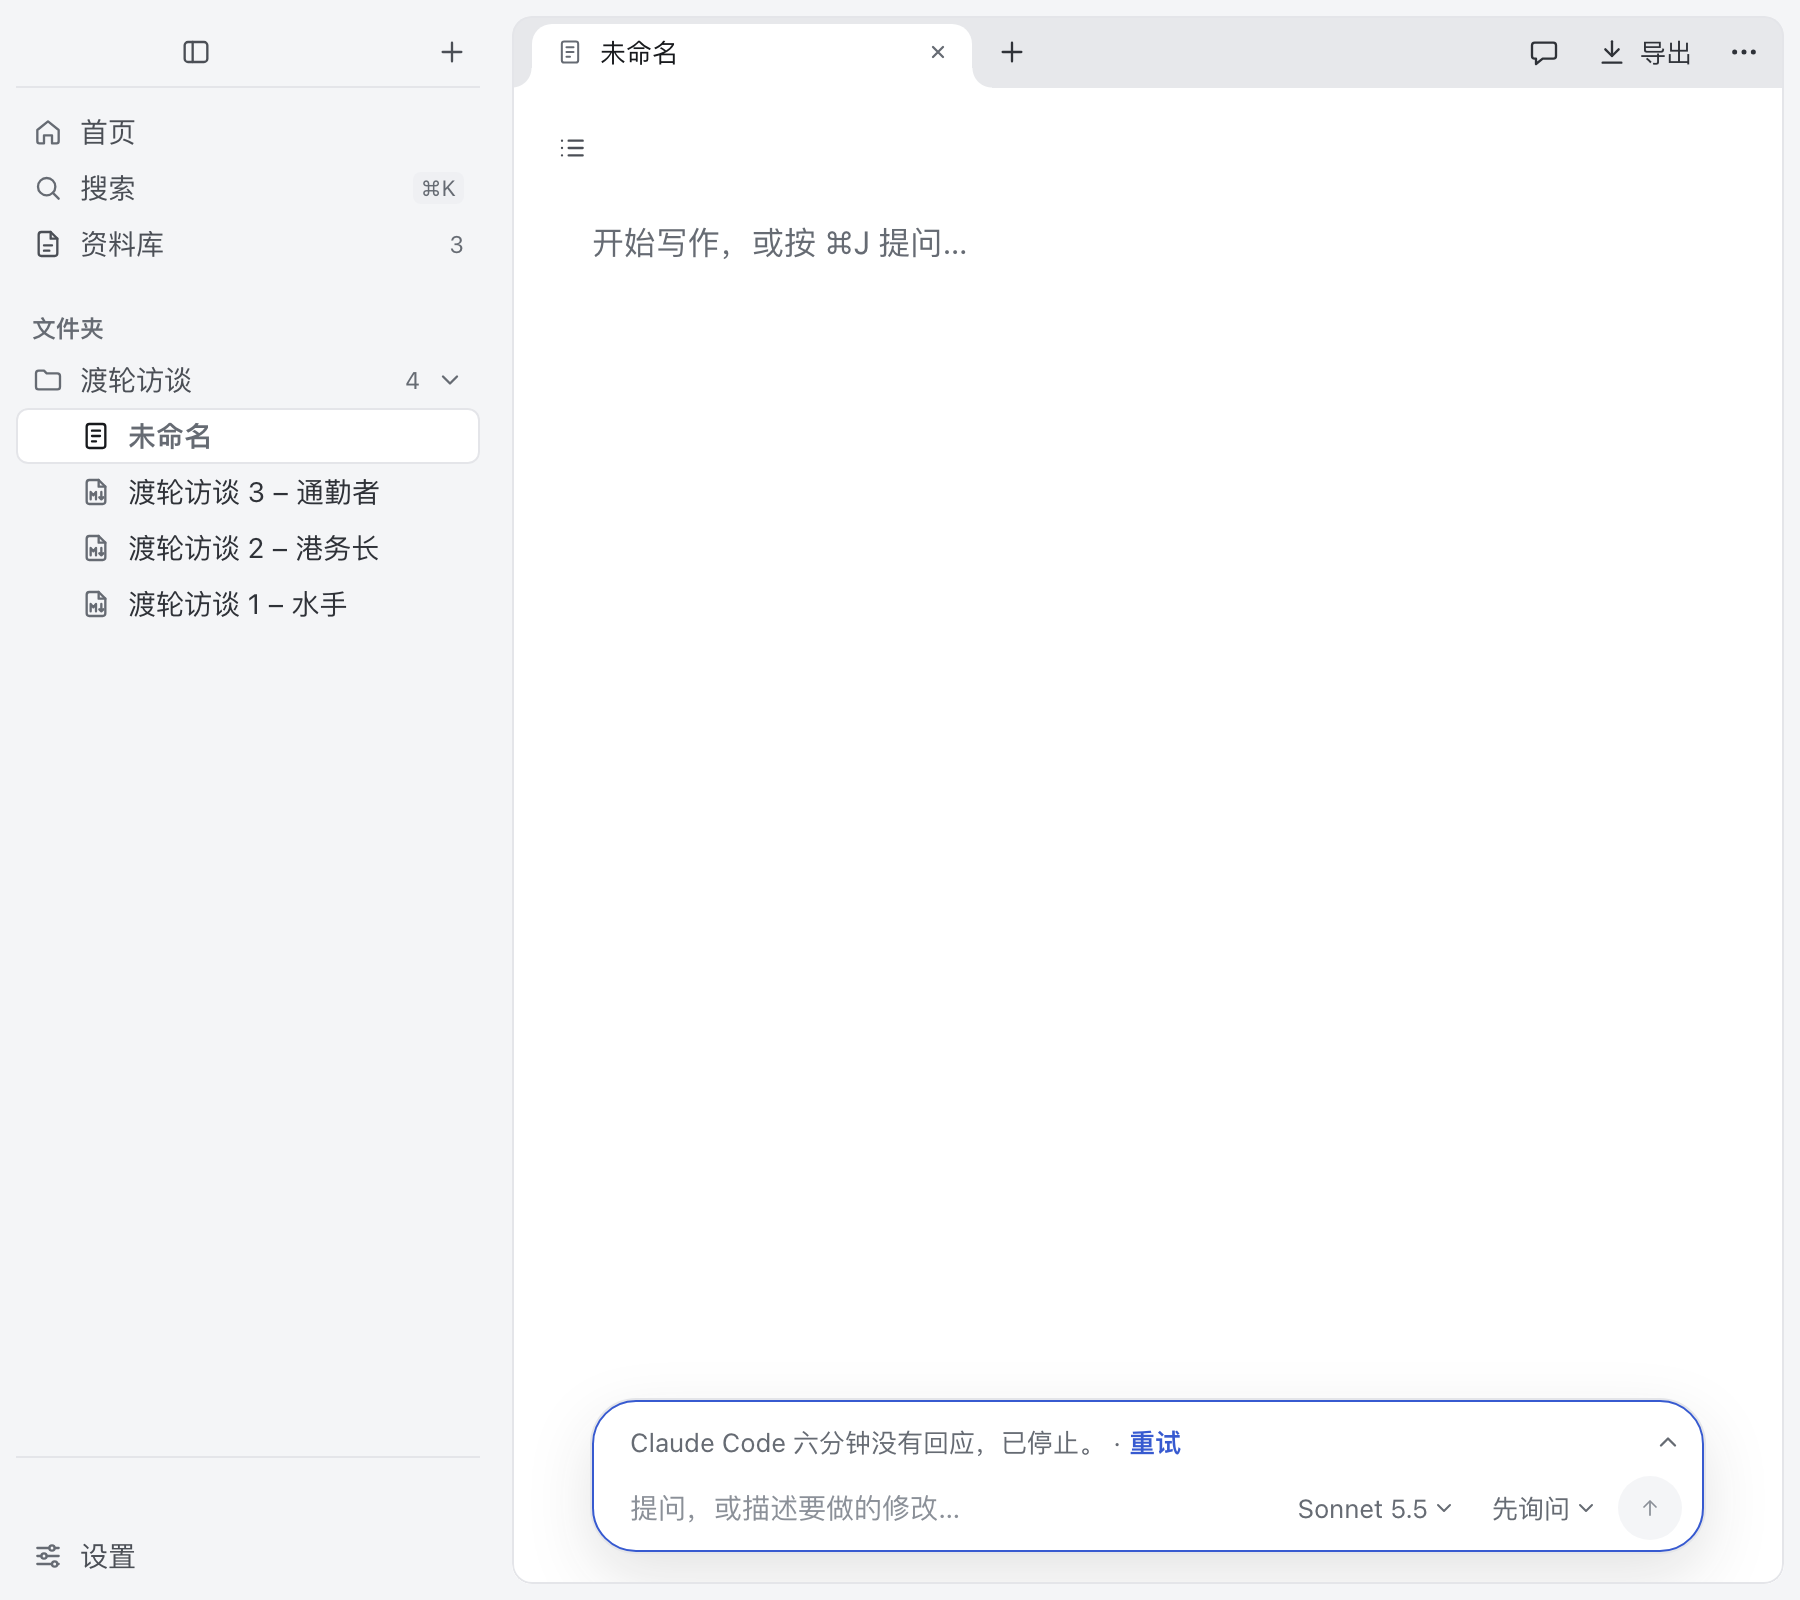 首页
搜索 ⌘K
资料库 3
文件夹
渡轮访谈 4
未命名
渡轮访谈 3 – 通勤者
渡轮访谈 2 – 港务长
渡轮访谈 1 – 水手
设置
未命名
导出
开始写作，或按 ⌘J 提问...
Claude Code 六分钟没有回应，已停止。 · 重试
提问，或描述要做的修改...
Sonnet 5.5 先询问